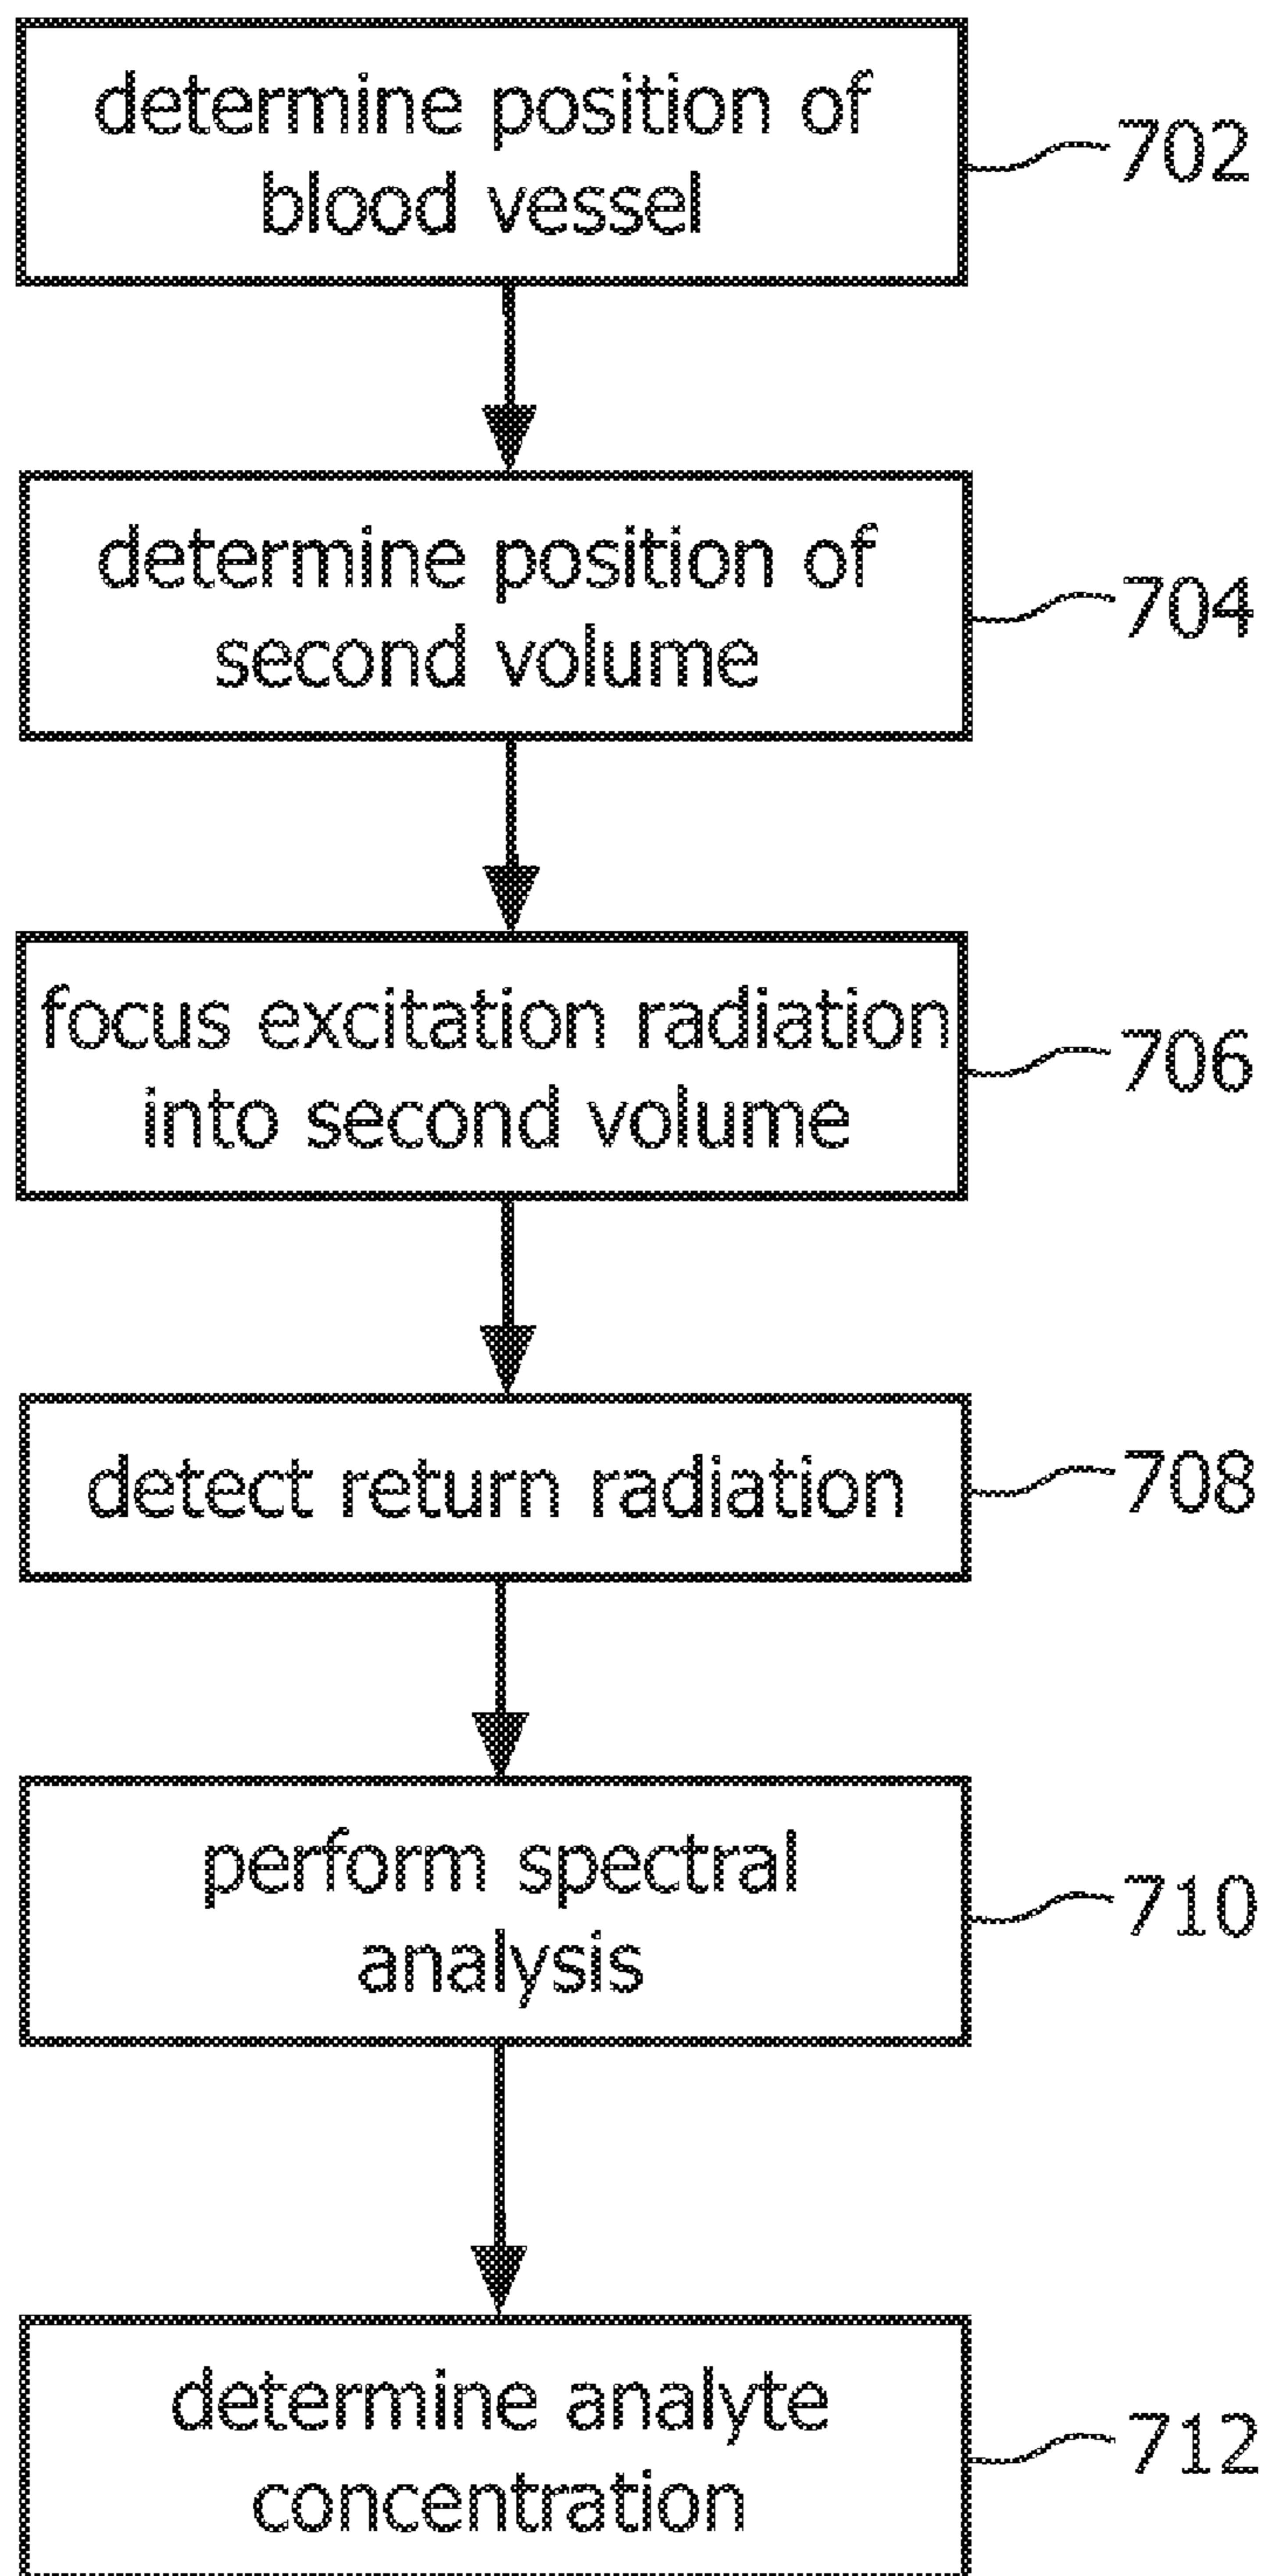 determine position of
blood vessel
702
determine position of
second volume
704
focus excitation radiation
into second volume
706
detect return radiation
708
perform spectral
analysis
710
determine analyte
concentration
712